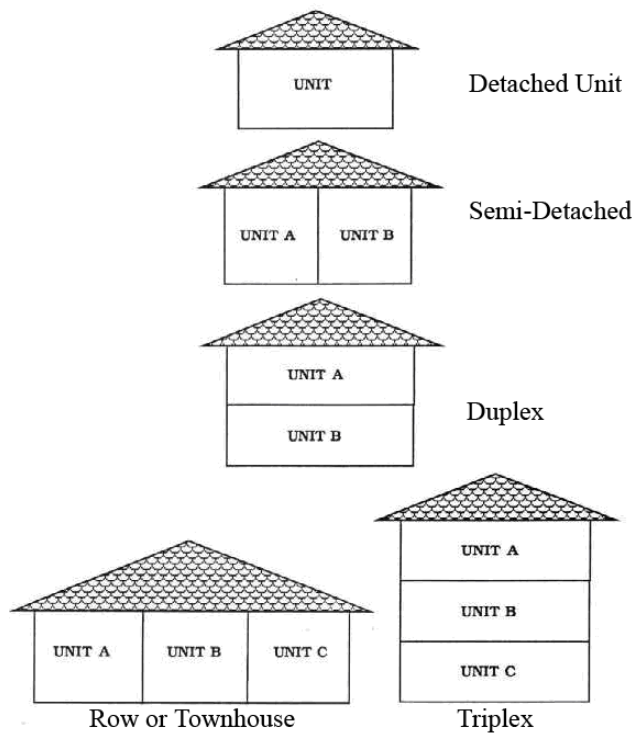 UNIT
Detached Unit
UNIT A
UNIT B
Semi-Detached
UNIT A
UNIT B
Duplex
UNIT A
UNIT B
UNIT C
Row or Townhouse
UNIT A
UNIT B
UNIT C
Triplex